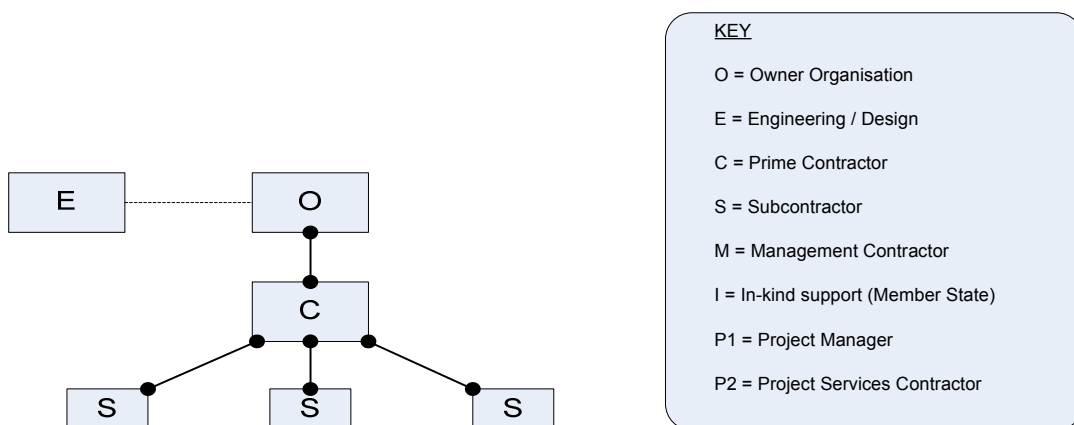 KEY
O = Owner Organisation
E = Engineering / Design
C = Prime Contractor
S = Subcontractor
M = Management Contractor
I = In-kind support (Member State)
P1 = Project Manager
P2 = Project Services Contractor
E O
C
S S S